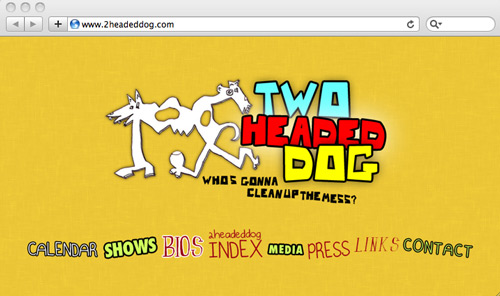 www.2headeddog.com
TWO
HEADED
DOG
WHO'S GONNA
CLEAN UP THE MESS?
CALENDAR SHOWS BIOS 2headeddog INDEX MEDIA PRESS LINKS CONTACT